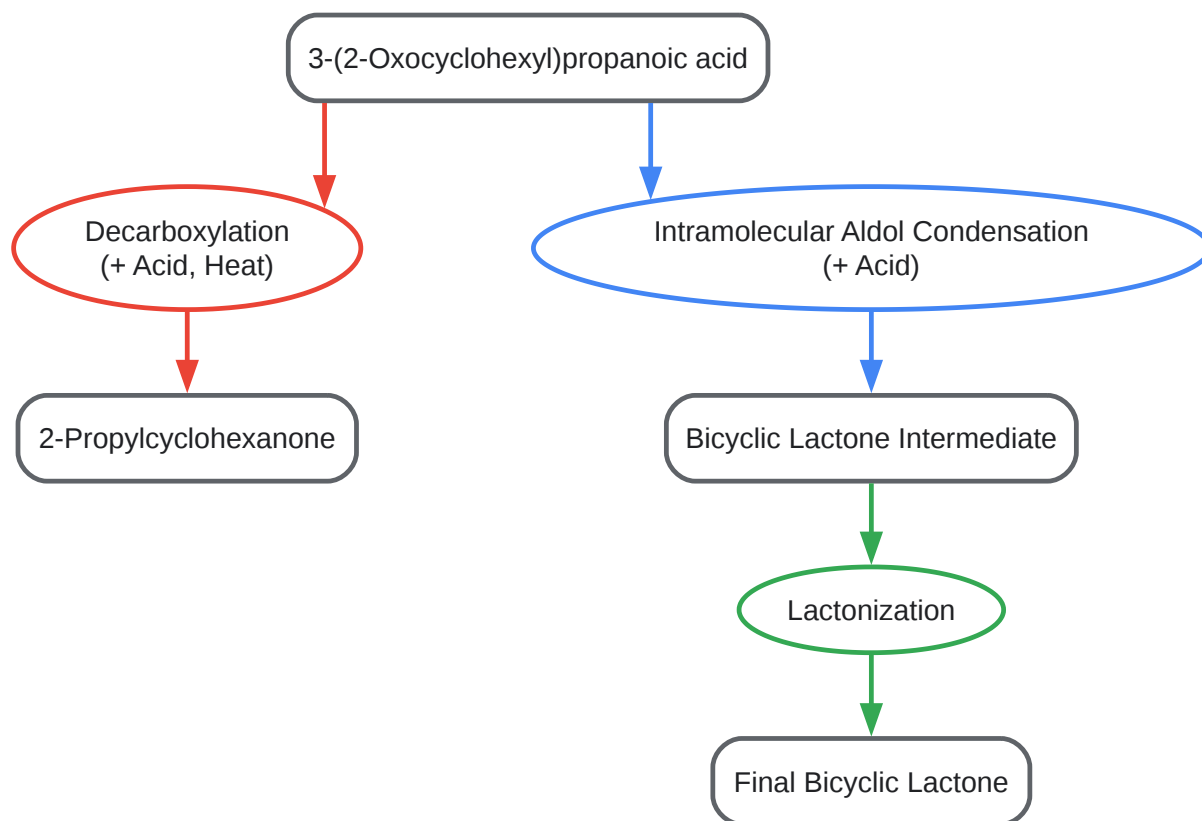 3-(2-Oxocyclohexyl)propanoic acid
Decarboxylation
(+ Acid, Heat)
Intramolecular Aldol Condensation
(+ Acid)
2-Propylcyclohexanone
Bicyclic Lactone Intermediate
Lactonization
Final Bicyclic Lactone